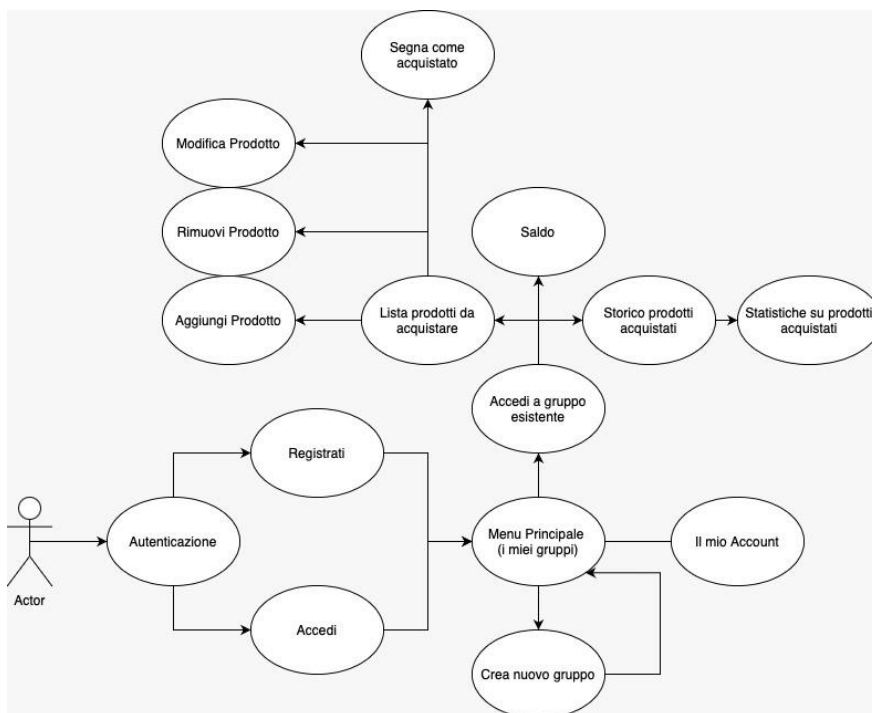 Segna come
acquistato
Modifica Prodotto
Rimuovi Prodotto
Saldo
Aggiungi Prodotto
Lista prodotti da
acquistare
Storico prodotti
acquistati
Statistiche su prodotti
acquistati
Accedi a gruppo
esistente
Registrati
Autenticazione
Menu Principale
(i miei gruppi)
Il mio Account
Actor
Accedi
Crea nuovo gruppo